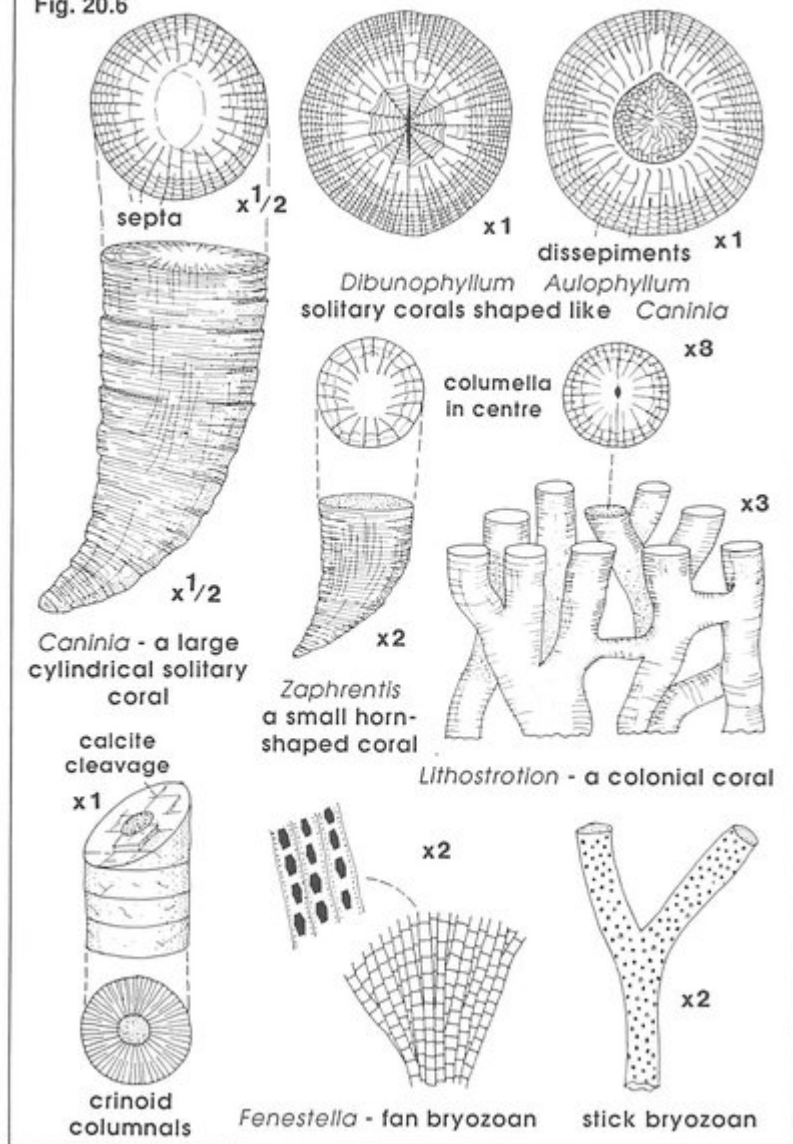 Fig. 20.6
septa
x1/2
x1
dissepiments
x1
Dibunophyllum Aulophyllum
solitary corals shaped like Caninia
x8
columella
in centre
x3
x1/2
x2
Caninia - a large
cylindrical solitary
coral
Zaphrentis
a small horn-
shaped coral
Lithostrotion - a colonial coral
calcite
cleavage
x1
x2
x2
crinoid
columnals
Fenestella - fan bryozoan
stick bryozoan